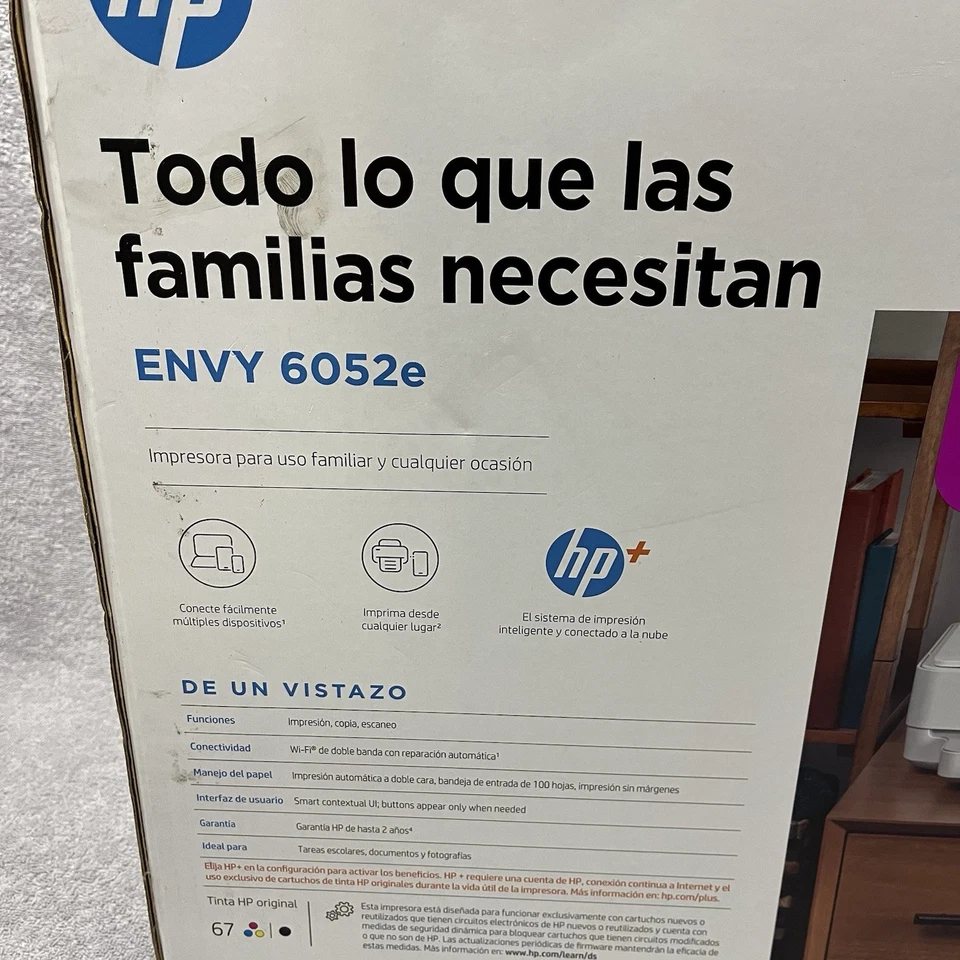 hp
Todo lo que las
familias necesitan
ENVY 6052e
Impresora para uso familiar y cualquier ocasión
Conecte fácilmente
múltiples dispositivos¹
Imprima desde
cualquier lugar²
hp+
El sistema de impresión
inteligente y conectado a la nube
DE UN VISTAZO
Funciones Impresión, copia, escaneo
Conectividad Wi-Fi® de doble banda con reparación automática¹
Manejo del papel Impresión automática a doble cara, bandeja de entrada de 100 hojas, impresión sin márgenes
Interfaz de usuario Smart contextual UI; buttons appear only when needed
Garantía Garantía HP de hasta 2 años⁴
Ideal para Tareas escolares, documentos y fotografías
Elija HP+ en la configuración para activar los beneficios. HP + requiere una cuenta de HP, conexión continua a Internet y el
uso exclusivo de cartuchos de tinta HP originales durante la vida útil de la impresora. Más información en: hp.com/plus.
Tinta HP original
67
Esta impresora está diseñada para funcionar exclusivamente con cartuchos nuevos o
reutilizados que tienen circuitos electrónicos de HP nuevos o reutilizados y cuenta con
medidas de seguridad dinámica para bloquear cartuchos que tienen circuitos modificados
o que no son de HP. Las actualizaciones periódicas de firmware mantendrán la eficacia de
estas medidas. Más información en: www.hp.com/learn/ds